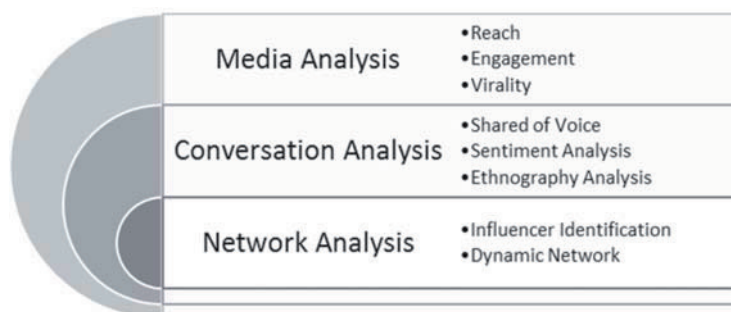 Media Analysis
•Reach
•Engagement
•Virality
Conversation Analysis
•Shared of Voice
•Sentiment Analysis
•Ethnography Analysis
Network Analysis
•Influencer Identification
•Dynamic Network